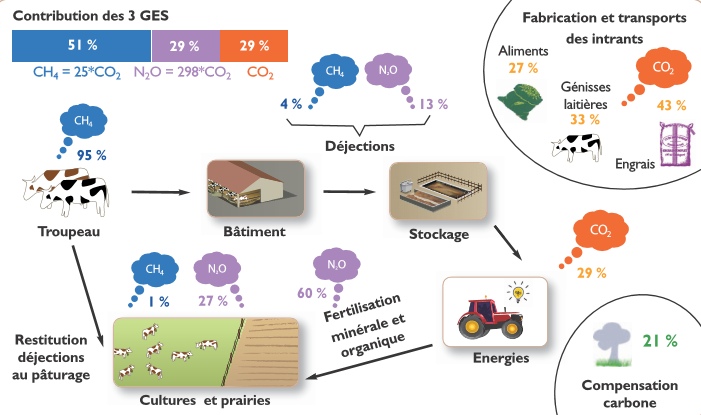 Contribution des 3 GES
51 % 29 % 29 %
CH₄ = 25*CO₂ N₂O = 298*CO₂ CO₂
Fabrication et transports
des intrants
Aliments
27 %
Génisses
laitières
33 %
CO₂
43 %
Engrais
CH₄
4 %
N₂O
13 %
Déjections
CH₄
95 %
Troupeau
Bâtiment
Stockage
CO₂
29 %
CH₄
1 %
N₂O
27 %
N₂O
60 %
Fertilisation
minérale et
organique
Restitution
déjections
au pâturage
Cultures et prairies
Energies
21 %
Compensation
carbone